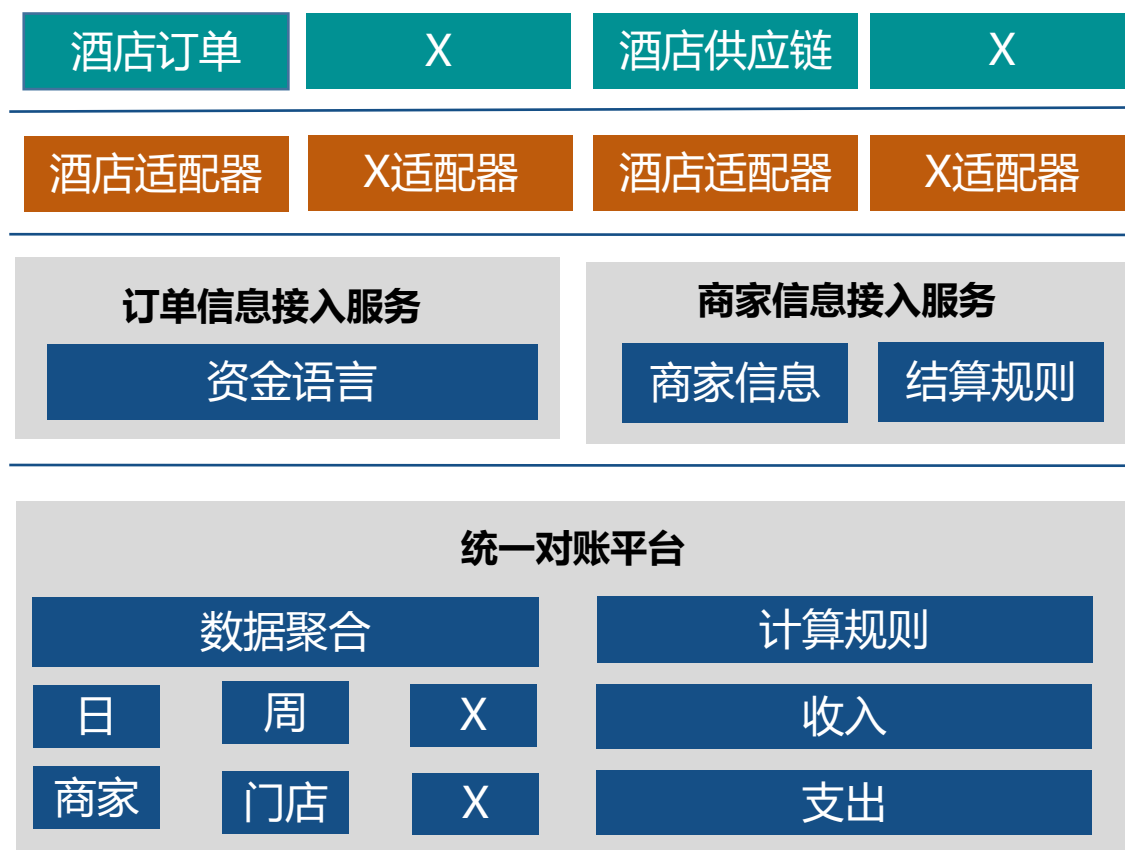 酒店订单
X
酒店供应链
X
酒店适配器
X适配器
酒店适配器
X适配器
订单信息接入服务
资金语言
商家信息接入服务
商家信息
结算规则
统一对账平台
数据聚合
日
周
X
商家
门店
X
计算规则
收入
支出